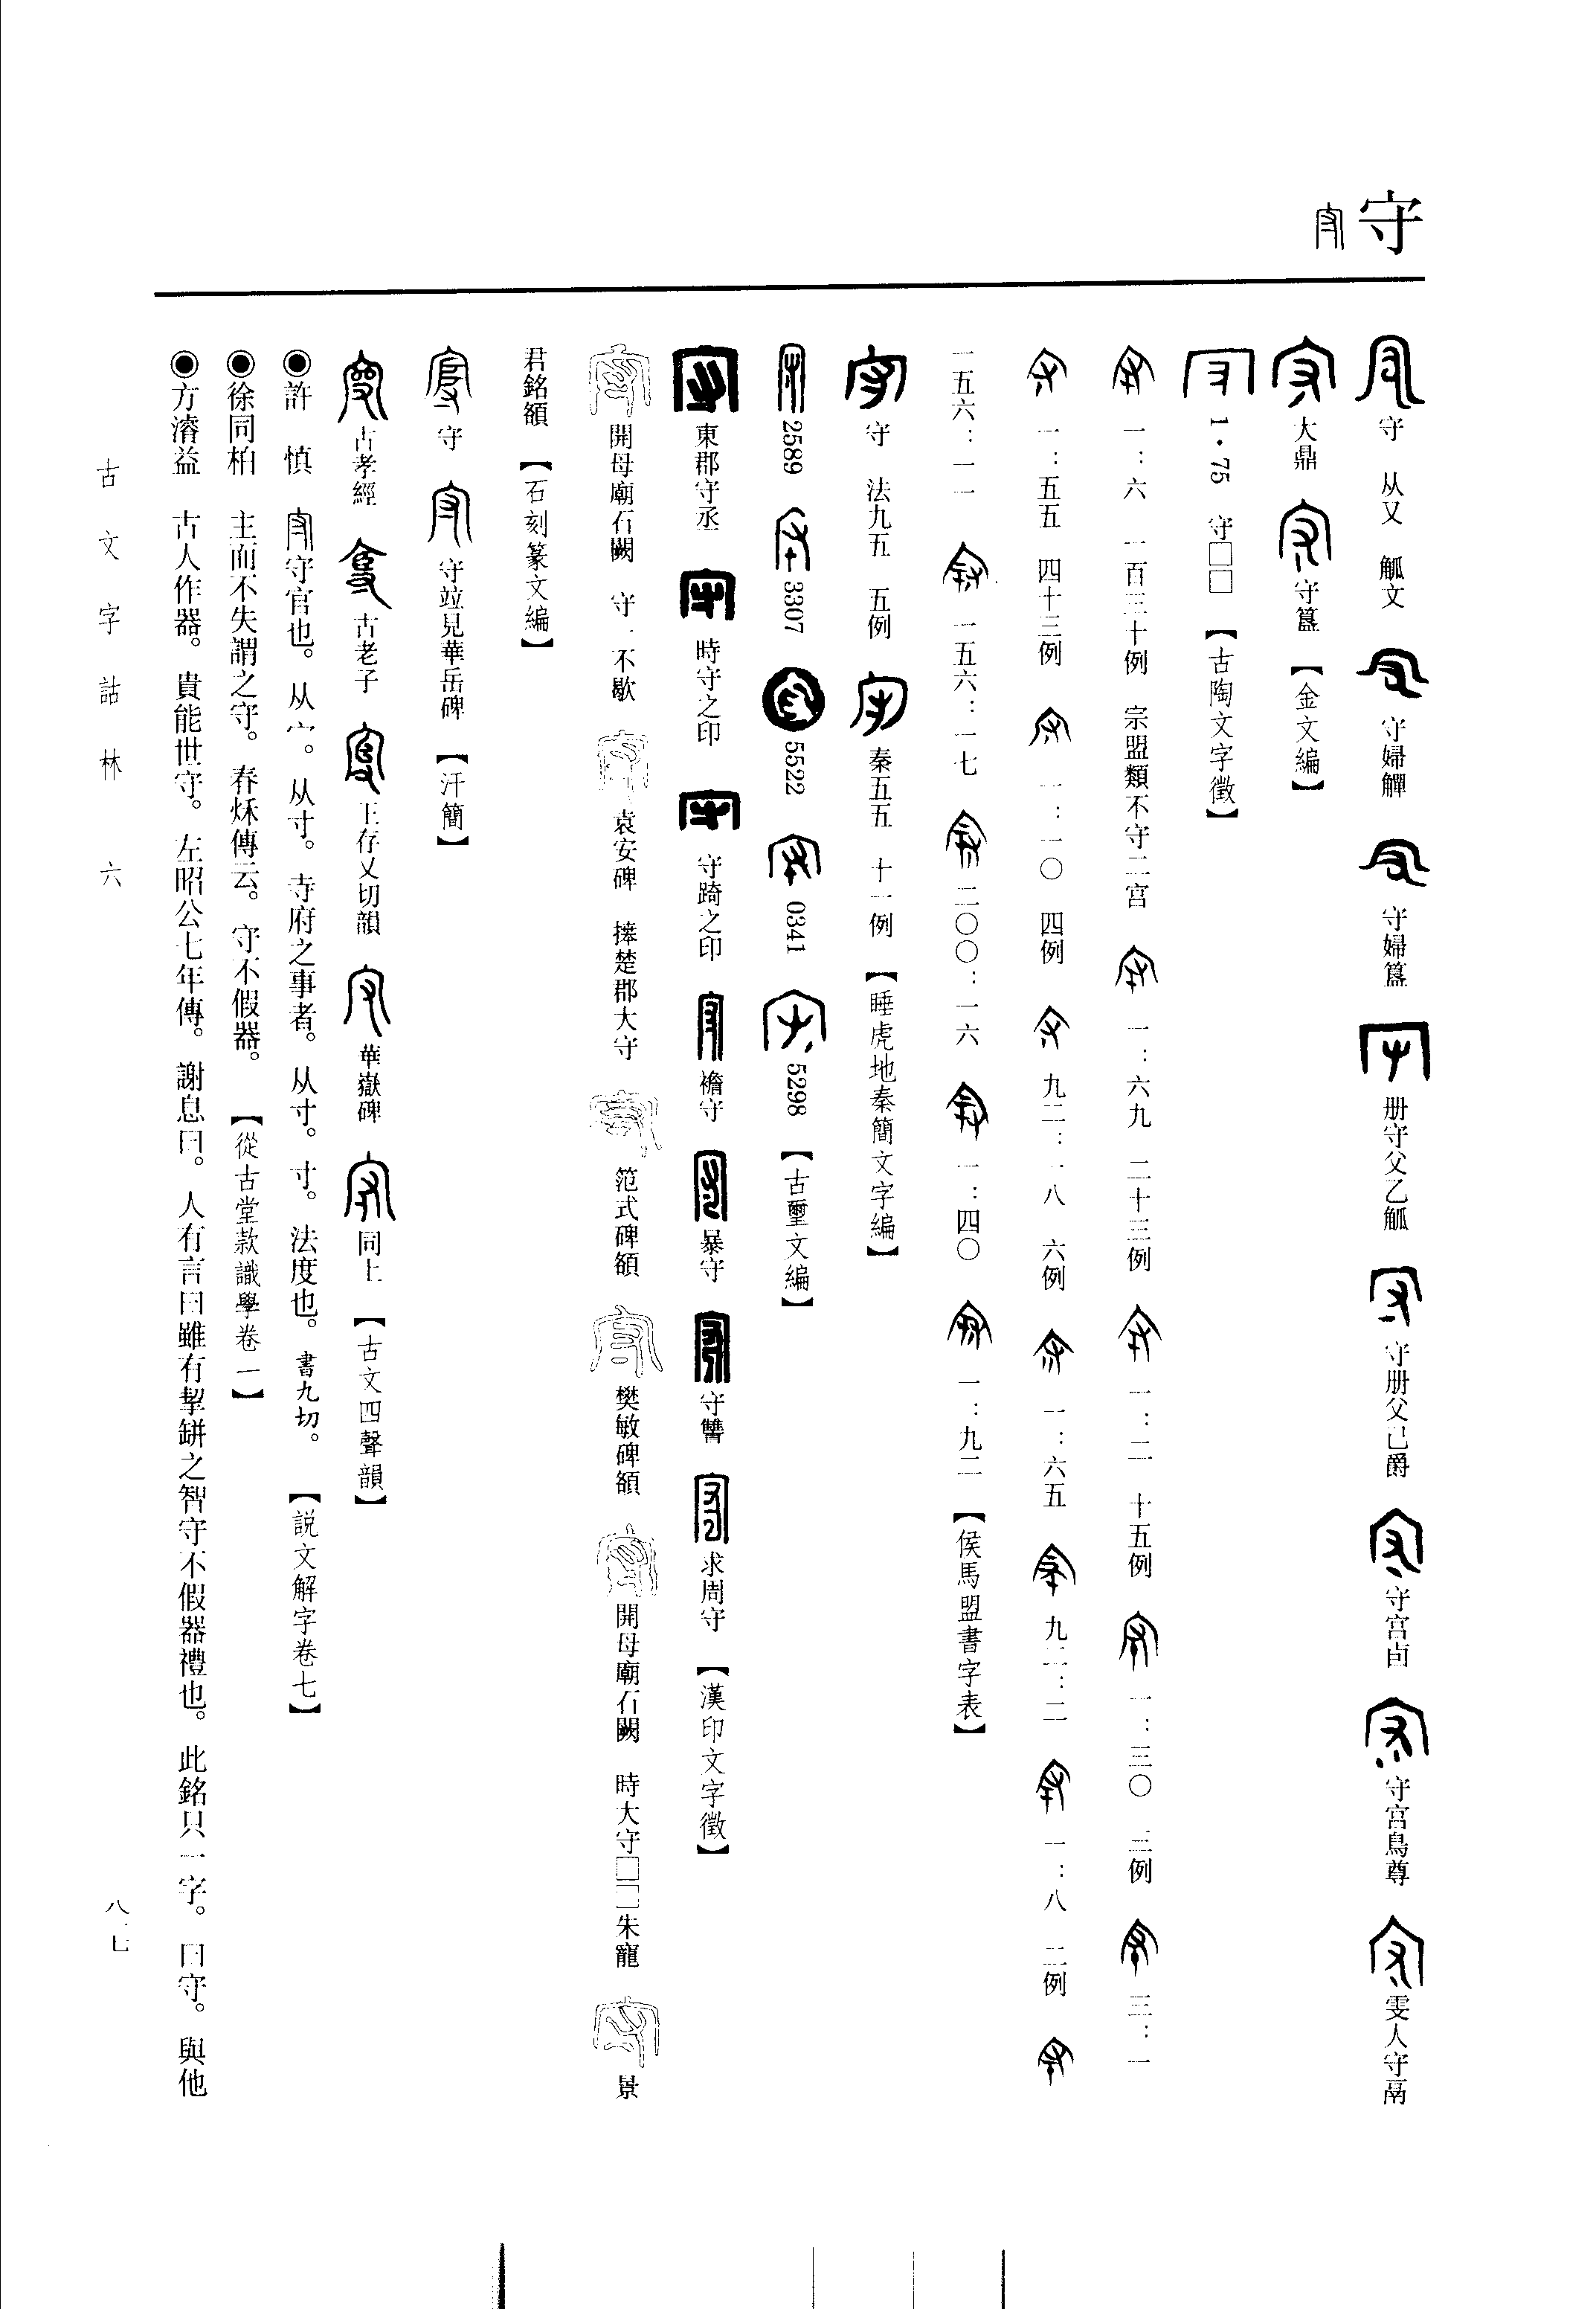 守
守 从又 觚文 守婦觶 守婦簋 册守父乙觚 守册父己爵 守宫卣 守宫鳥尊 雯人守鬲
大鼎 守簋 【金文編】
1·75 守□□ 【古陶文字徵】
一：六 一百三十例 宗盟類不守二宫 一：六九 二十三例 一：二 十五例 一：三〇 三例 三：一
一：五五 四十三例 一：一〇 四例 九二：一八 六例 一：六五 九二：二 一：八 二例
一五六：一一 一五六：一七 二〇〇：一六 一：四〇 一：九二 【侯馬盟書字表】
守 法九五 五例 秦五五 十一例 【睡虎地秦簡文字編】
2589 3307 5522 0341 5298 【古璽文編】
東郡守丞 時守之印 守踦之印 襜守 暴守 守讐 求周守 【漢印文字徵】
開母廟石闕 守一不歇 袁安碑 捧楚郡大守 范式碑額 樊敏碑額 開母廟石闕 時大守□□朱寵 景
君銘額 【石刻篆文編】
守 守竝見華岳碑 【汗簡】
古孝經 古老子 王存乂切韻 華嶽碑 同上 【古文四聲韻】
◉許 慎 守官也。从宀。从寸。寺府之事者。从寸。寸。法度也。書九切。 【説文解字卷七】
◉徐同柏 主而不失謂之守。春秌傳云。守不假器。 【從古堂款識學卷一】
◉方濬益 古人作器。貴能世守。左昭公七年傳。謝息曰。人有言曰雖有挈缾之智守不假器禮也。此銘只一字。曰守。與他
古文字詁林 六
八·七